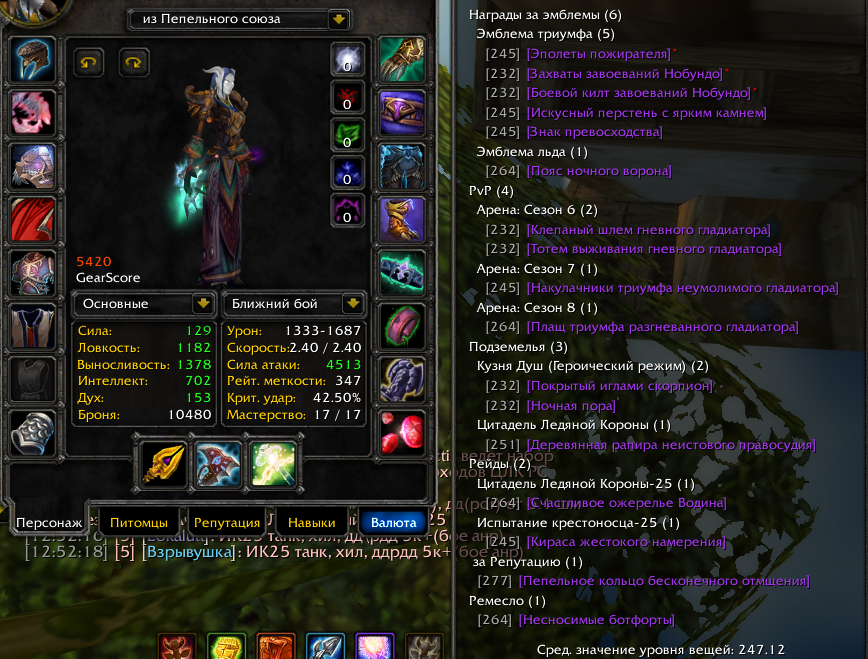 из Пепельного союза
0
0
0
0
0
5420
GearScore
Основные
Ближний бой
Сила: 129
Ловкость: 1182
Выносливость: 1378
Интеллект: 702
Дух: 153
Броня: 10480
Урон: 1333-1687
Скорость: 2.40 / 2.40
Сила атаки: 4513
Рейт. меткости: 347
Крит. удар: 42.50%
Мастерство: 17 / 17
Персонаж
Питомцы
Репутация
Навыки
Валюта
ведет набор
[12:52:18] [5] [Взрывушка]: ИК25 танк, хил, ддрдд 5к+(бое анр)
Награды за эмблемы (6)
Эмблема триумфа (5)
[245] [Эполеты пожирателя]*
[232] [Захваты завоеваний Нобундо]*
[232] [Боевой килт завоеваний Нобундо]*
[245] [Искусный перстень с ярким камнем]
[245] [Знак превосходства]
Эмблема льда (1)
[264] [Пояс ночного ворона]
PvP (4)
Арена: Сезон 6 (2)
[232] [Клепаный шлем гневного гладиатора]
[232] [Тотем выживания гневного гладиатора]
Арена: Сезон 7 (1)
[245] [Накулачники триумфа неумолимого гладиатора]
Арена: Сезон 8 (1)
[264] [Плащ триумфа разгневанного гладиатора]
Подземелья (3)
Кузня Душ (Героический режим) (2)
[232] [Покрытый иглами скорпион]*
[232] [Ночная пора]*
Цитадель Ледяной Короны (1)
[251] [Деревянная рапира неистового правосудия]
Рейды (2)
Цитадель Ледяной Короны-25 (1)
[264] [Счастливое ожерелье Водина]
Испытание крестоносца-25 (1)
[245] [Кираса жестокого намерения]
за Репутацию (1)
[277] [Пепельное кольцо бесконечного отмщения]
Ремесло (1)
[264] [Несносимые ботфорты]
Сред. значение уровня вещей: 247.12